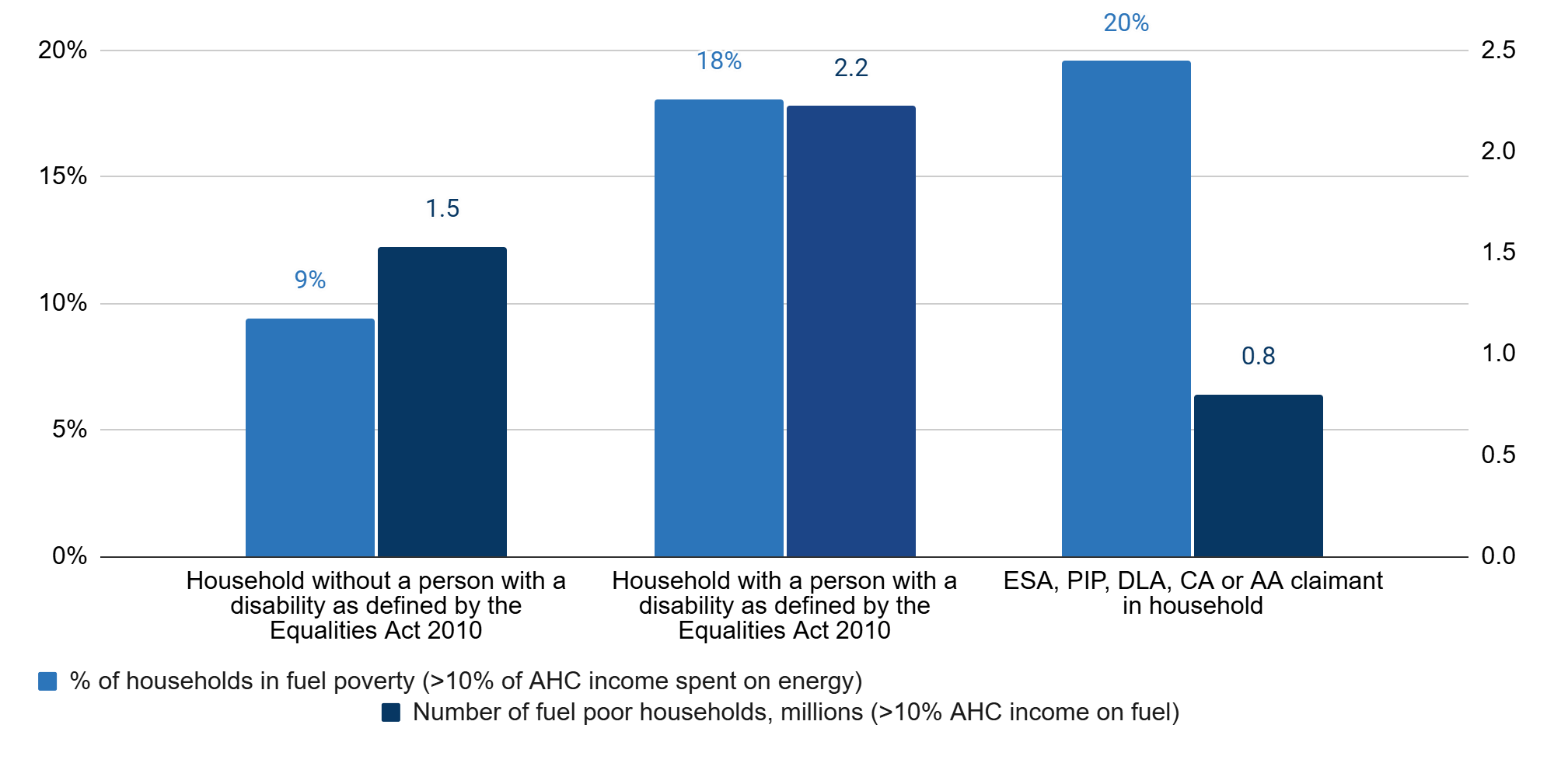 20%
20%
2.5
18%
2.2
2.0
15%
1.5
1.5
9%
10%
1.0
0.8
5%
0.5
0%
0.0
Household without a person with a
disability as defined by the
Equalities Act 2010
Household with a person with a
disability as defined by the
Equalities Act 2010
ESA, PIP, DLA, CA or AA claimant
in household
% of households in fuel poverty (>10% of AHC income spent on energy)
Number of fuel poor households, millions (>10% AHC income on fuel)